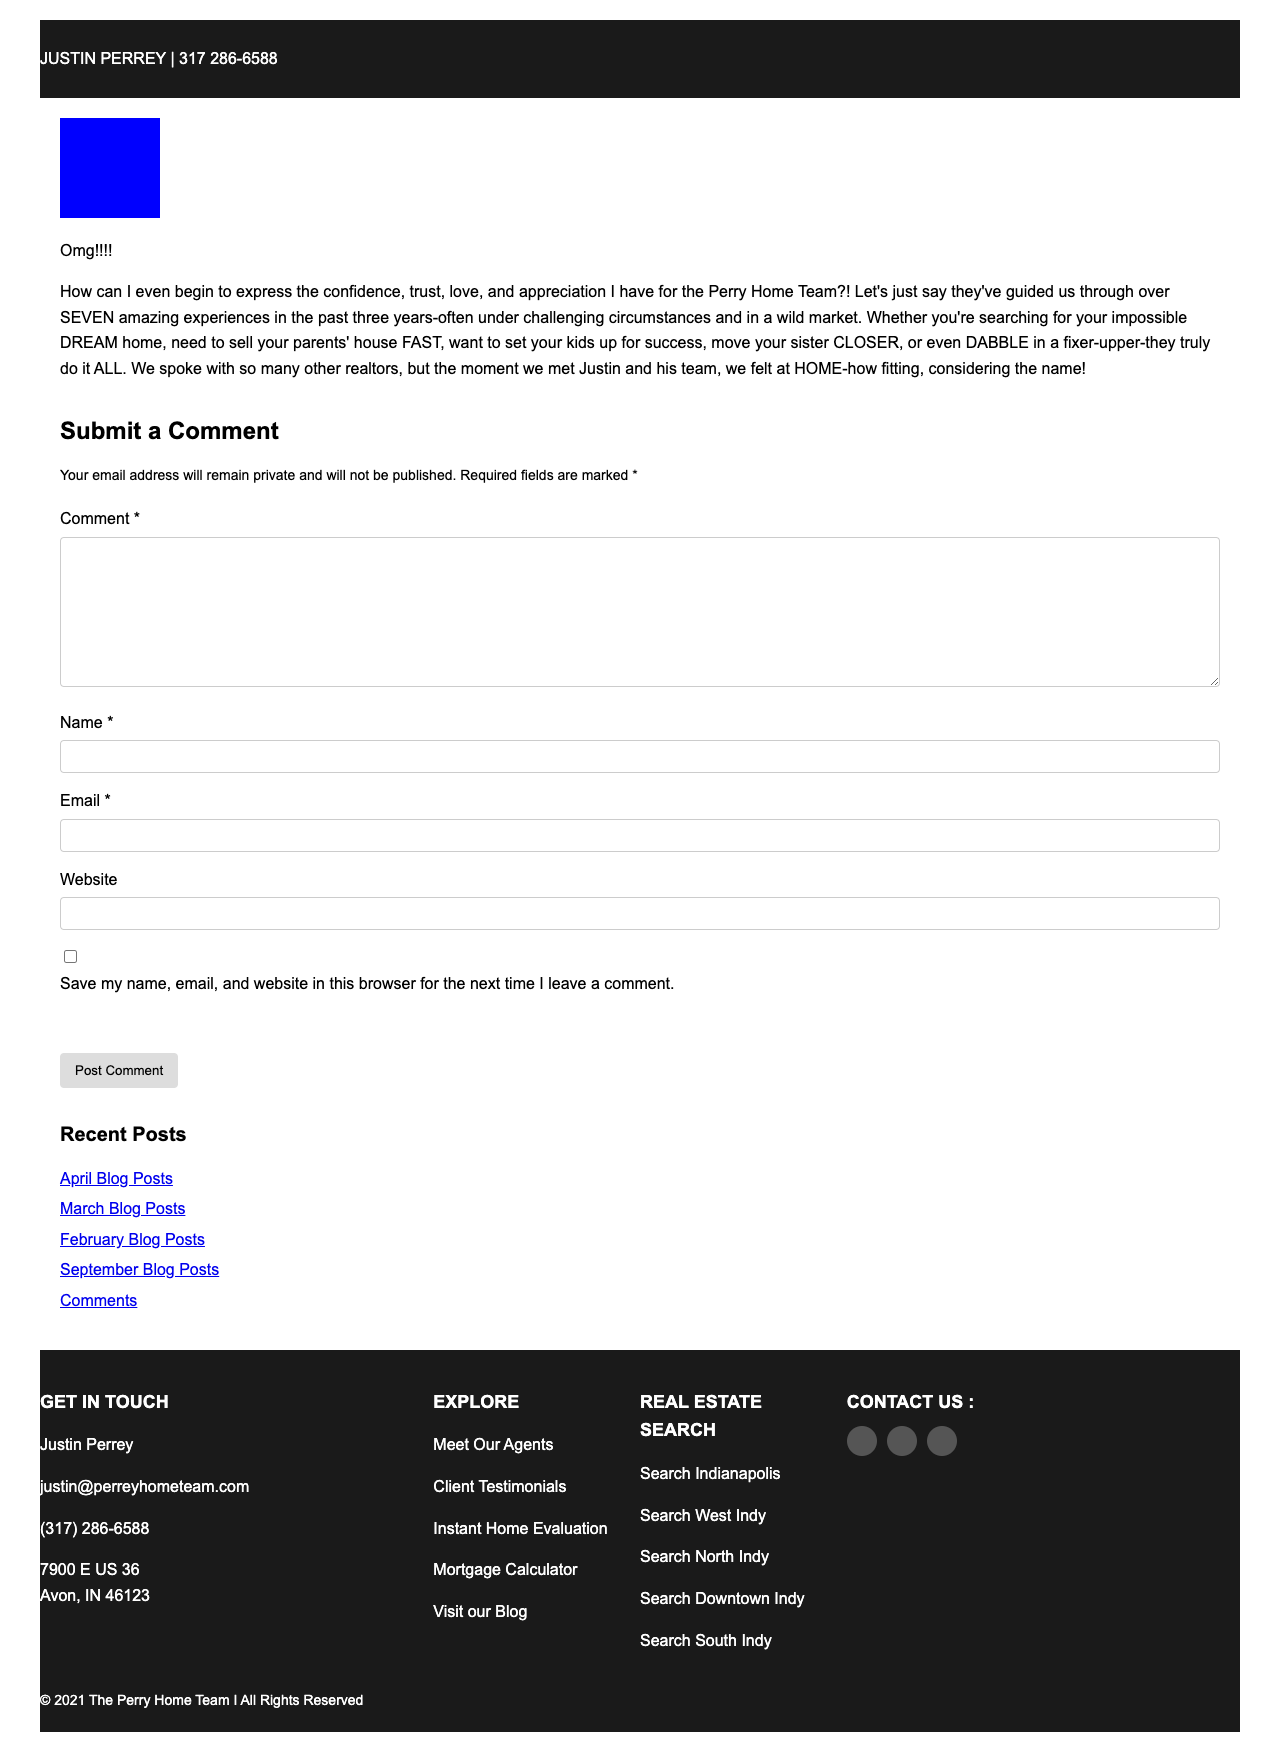 JUSTIN PERREY | 317 286-6588
Omg!!!!
How can I even begin to express the confidence, trust, love, and appreciation I have for the Perry Home Team?! Let's just say they've guided us through over
SEVEN amazing experiences in the past three years-often under challenging circumstances and in a wild market. Whether you're searching for your impossible
DREAM home, need to sell your parents' house FAST, want to set your kids up for success, move your sister CLOSER, or even DABBLE in a fixer-upper-they truly
do it ALL. We spoke with so many other realtors, but the moment we met Justin and his team, we felt at HOME-how fitting, considering the name!
Submit a Comment
Your email address will remain private and will not be published. Required fields are marked *
Comment *
Name *
Email *
Website
Save my name, email, and website in this browser for the next time I leave a comment.
Post Comment
Recent Posts
April Blog Posts
March Blog Posts
February Blog Posts
September Blog Posts
Comments
GET IN TOUCH
Justin Perrey
justin@perreyhometeam.com
(317) 286-6588
7900 E US 36
Avon, IN 46123
EXPLORE
Meet Our Agents
Client Testimonials
Instant Home Evaluation
Mortgage Calculator
Visit our Blog
REAL ESTATE
SEARCH
Search Indianapolis
Search West Indy
Search North Indy
Search Downtown Indy
Search South Indy
CONTACT US :
© 2021 The Perry Home Team I All Rights Reserved